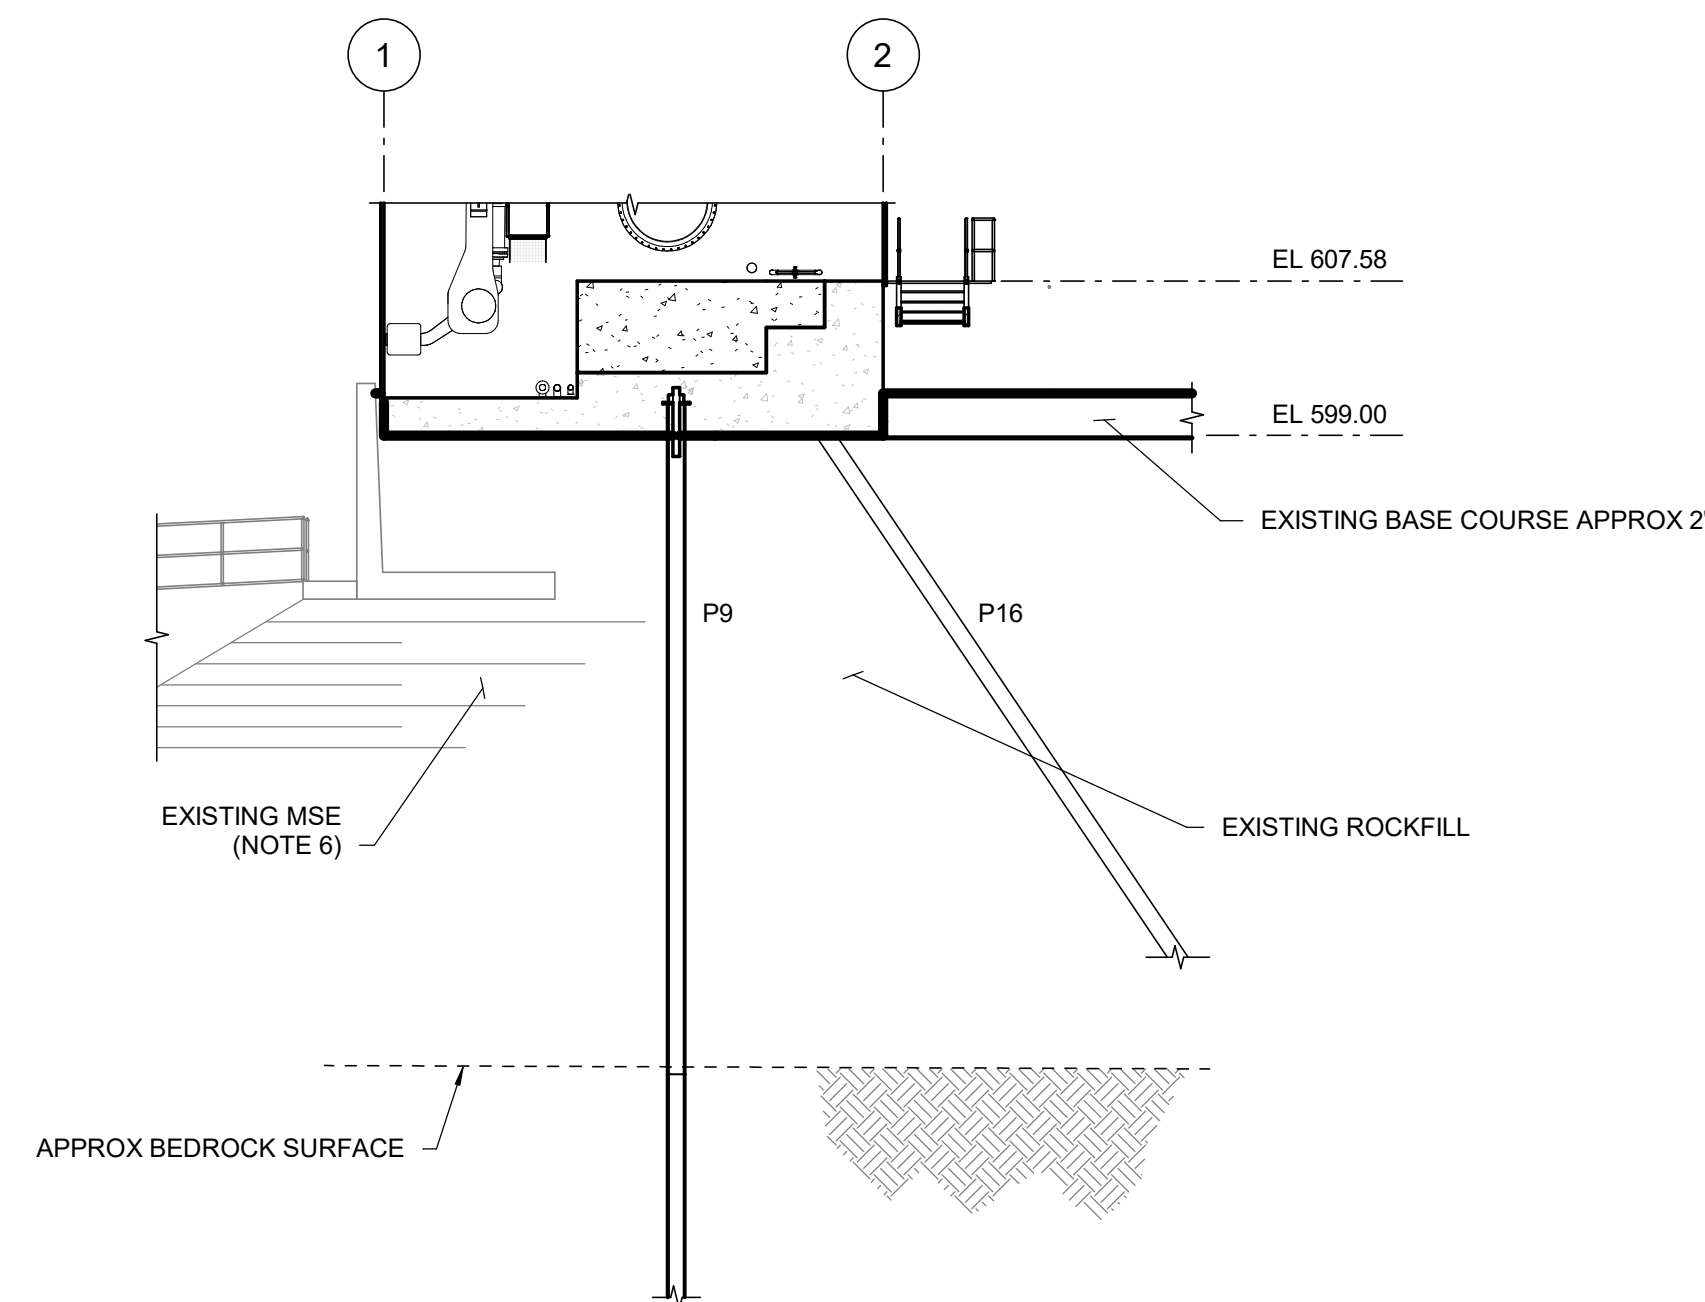 1
2
EL 607.58
EL 599.00
EXISTING BASE COURSE APPROX 2'
P9
P16
EXISTING MSE
(NOTE 6)
EXISTING ROCKFILL
APPROX BEDROCK SURFACE